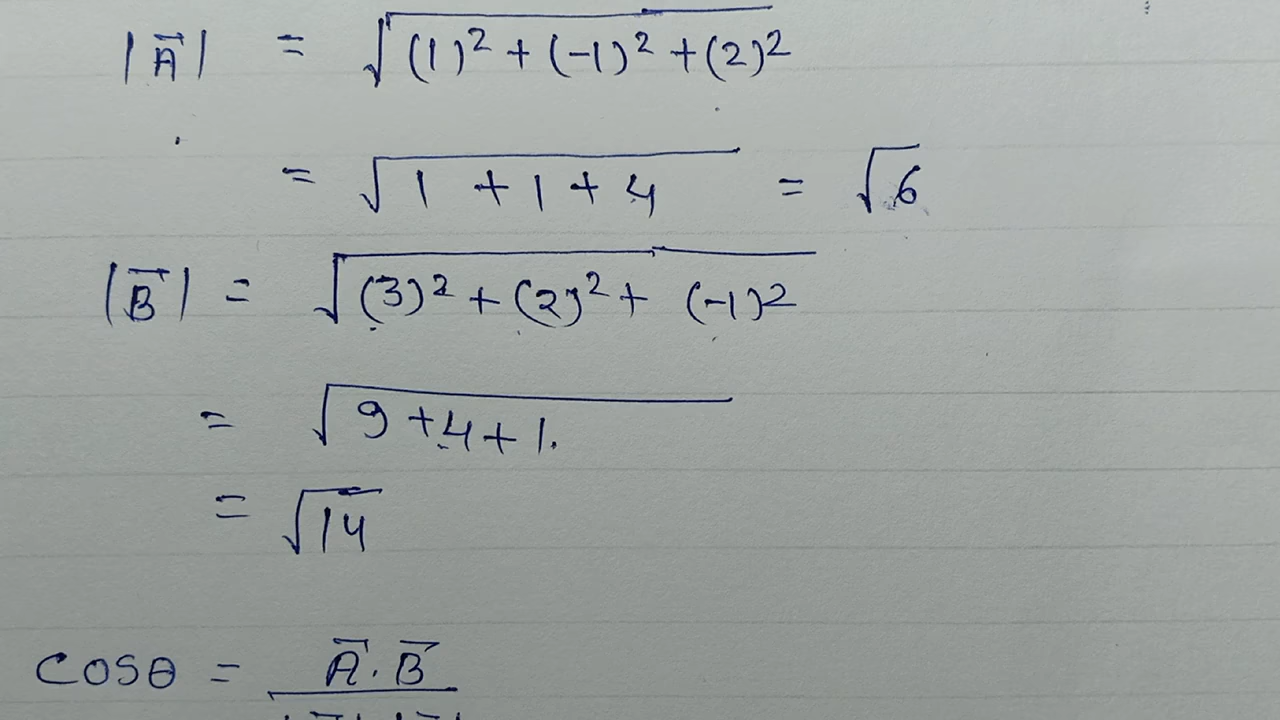 |A⃗| = √(1)² + (-1)² + (2)²
= √1 + 1 + 4 = √6
|B⃗| = √(3)² + (2)² + (-1)²
= √9 + 4 + 1.
= √14
cosθ = A⃗ . B⃗